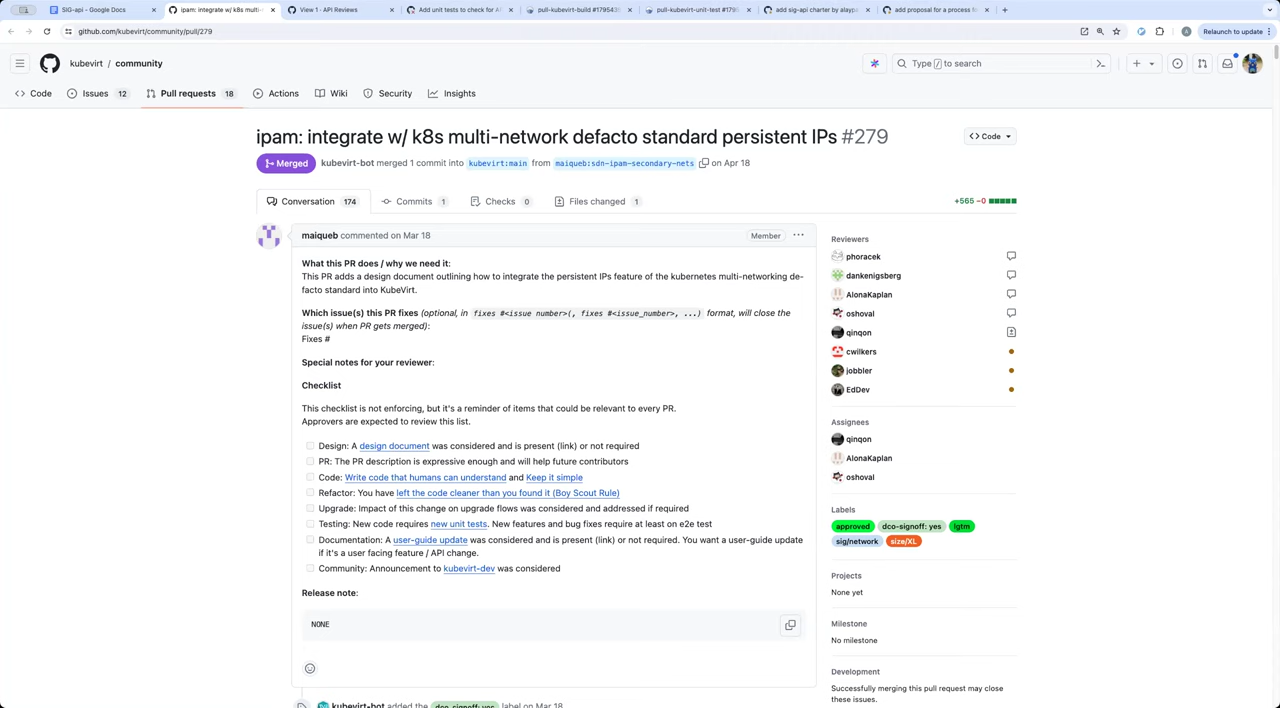 SIG-api - Google Docs
ipam: integrate w/ k8s multi-
View 1 · API Reviews
Add unit tests to check for A
pull-kubevirt-build #1795439
pull-kubevirt-unit-test #1795
add sig-api charter by alayp
add proposal for a process fo
github.com/kubevirt/community/pull/279
Relaunch to update
kubevirt / community
Type / to search
Code
Issues 12
Pull requests 18
Actions
Wiki
Security
Insights
ipam: integrate w/ k8s multi-network defacto standard persistent IPs #279
Code
Merged kubevirt-bot merged 1 commit into kubevirt:main from maiqueb:sdn-ipam-secondary-nets on Apr 18
Conversation 174
Commits 1
Checks 0
Files changed 1
+565 −0
maiqueb commented on Mar 18
Member
What this PR does / why we need it:
This PR adds a design document outlining how to integrate the persistent IPs feature of the kubernetes multi-networking de-
facto standard into KubeVirt.
Which issue(s) this PR fixes (optional, in fixes #<issue number>(, fixes #<issue_number>, ...) format, will close the
issue(s) when PR gets merged):
Fixes #
Special notes for your reviewer:
Checklist
This checklist is not enforcing, but it's a reminder of items that could be relevant to every PR.
Approvers are expected to review this list.
Design: A design document was considered and is present (link) or not required
PR: The PR description is expressive enough and will help future contributors
Code: Write code that humans can understand and Keep it simple
Refactor: You have left the code cleaner than you found it (Boy Scout Rule)
Upgrade: Impact of this change on upgrade flows was considered and addressed if required
Testing: New code requires new unit tests. New features and bug fixes require at least on e2e test
Documentation: A user-guide update was considered and is present (link) or not required. You want a user-guide update
if it's a user facing feature / API change.
Community: Announcement to kubevirt-dev was considered
Release note:
NONE
kubevirt-bot added the dco-signoff: yes label on Mar 18
Reviewers
phoracek
dankenigsberg
AlonaKaplan
oshoval
qinqon
cwilkers
jobbler
EdDev
Assignees
qinqon
AlonaKaplan
oshoval
Labels
approved dco-signoff: yes lgtm
sig/network size/XL
Projects
None yet
Milestone
No milestone
Development
Successfully merging this pull request may close
these issues.